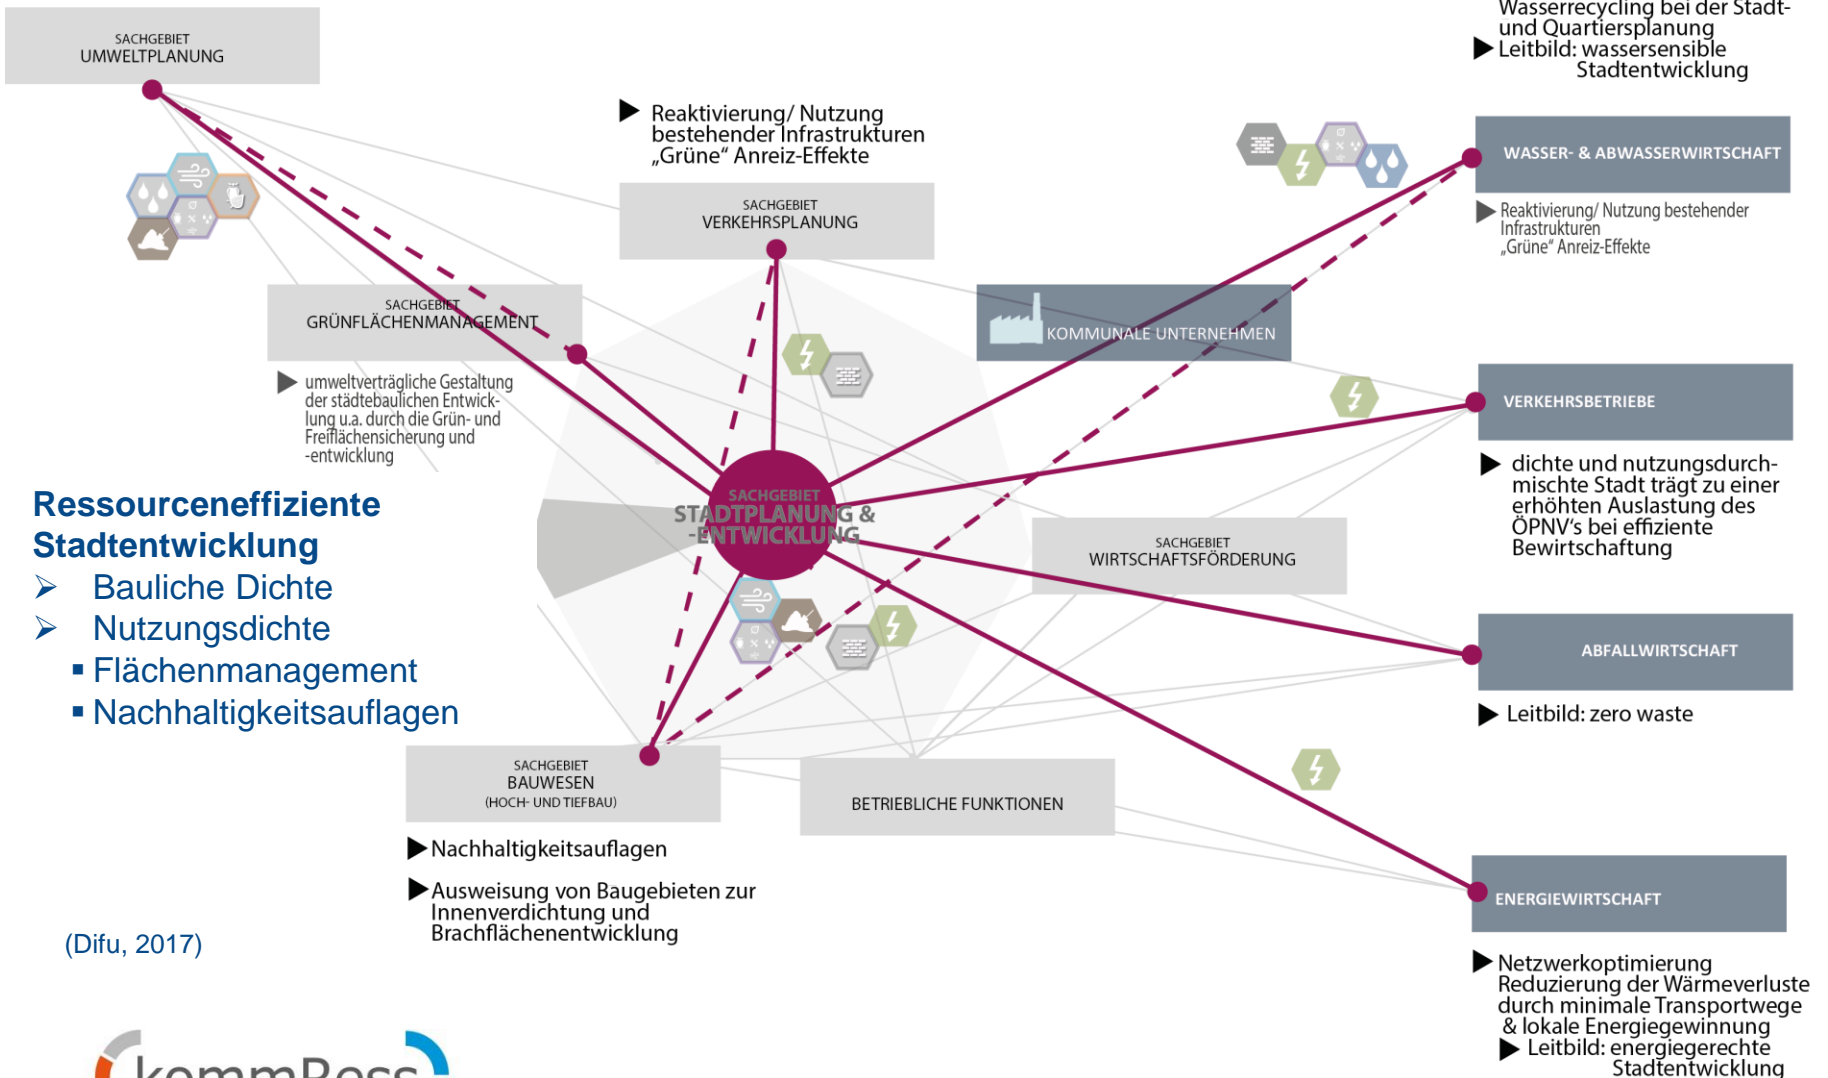 SACHGEBIET
UMWELTPLANUNG
Wasserrecycling bei der Stadt-
und Quartiersplanung
Leitbild: wassersensible
Stadtentwicklung
Reaktivierung/ Nutzung
bestehender Infrastrukturen
„Grüne“ Anreiz-Effekte
WASSER- & ABWASSERWIRTSCHAFT
Reaktivierung/ Nutzung bestehender
Infrastrukturen
„Grüne“ Anreiz-Effekte
SACHGEBIET
VERKEHRSPLANUNG
SACHGEBIET
GRÜNFLÄCHENMANAGEMENT
KOMMUNALE UNTERNEHMEN
umweltverträgliche Gestaltung
der städtebaulichen Entwick-
lung u.a. durch die Grün- und
Freiflächensicherung und
-entwicklung
VERKEHRSBETRIEBE
dichte und nutzungsdurch-
mischte Stadt trägt zu einer
erhöhten Auslastung des
ÖPNV‘s bei effiziente
Bewirtschaftung
Ressourceneffiziente
Stadtentwicklung
Bauliche Dichte
Nutzungsdichte
Flächenmanagement
Nachhaltigkeitsauflagen
SACHGEBIET
STADTPLANUNG &
-ENTWICKLUNG
SACHGEBIET
WIRTSCHAFTSFÖRDERUNG
ABFALLWIRTSCHAFT
Leitbild: zero waste
SACHGEBIET
BAUWESEN
(HOCH- UND TIEFBAU)
BETRIEBLICHE FUNKTIONEN
Nachhaltigkeitsauflagen
Ausweisung von Baugebieten zur
Innenverdichtung und
Brachflächenentwicklung
ENERGIEWIRTSCHAFT
Netzwerkoptimierung
Reduzierung der Wärmeverluste
durch minimale Transportwege
& lokale Energiegewinnung
Leitbild: energiegerechte
Stadtentwicklung
(Difu, 2017)
kommRess